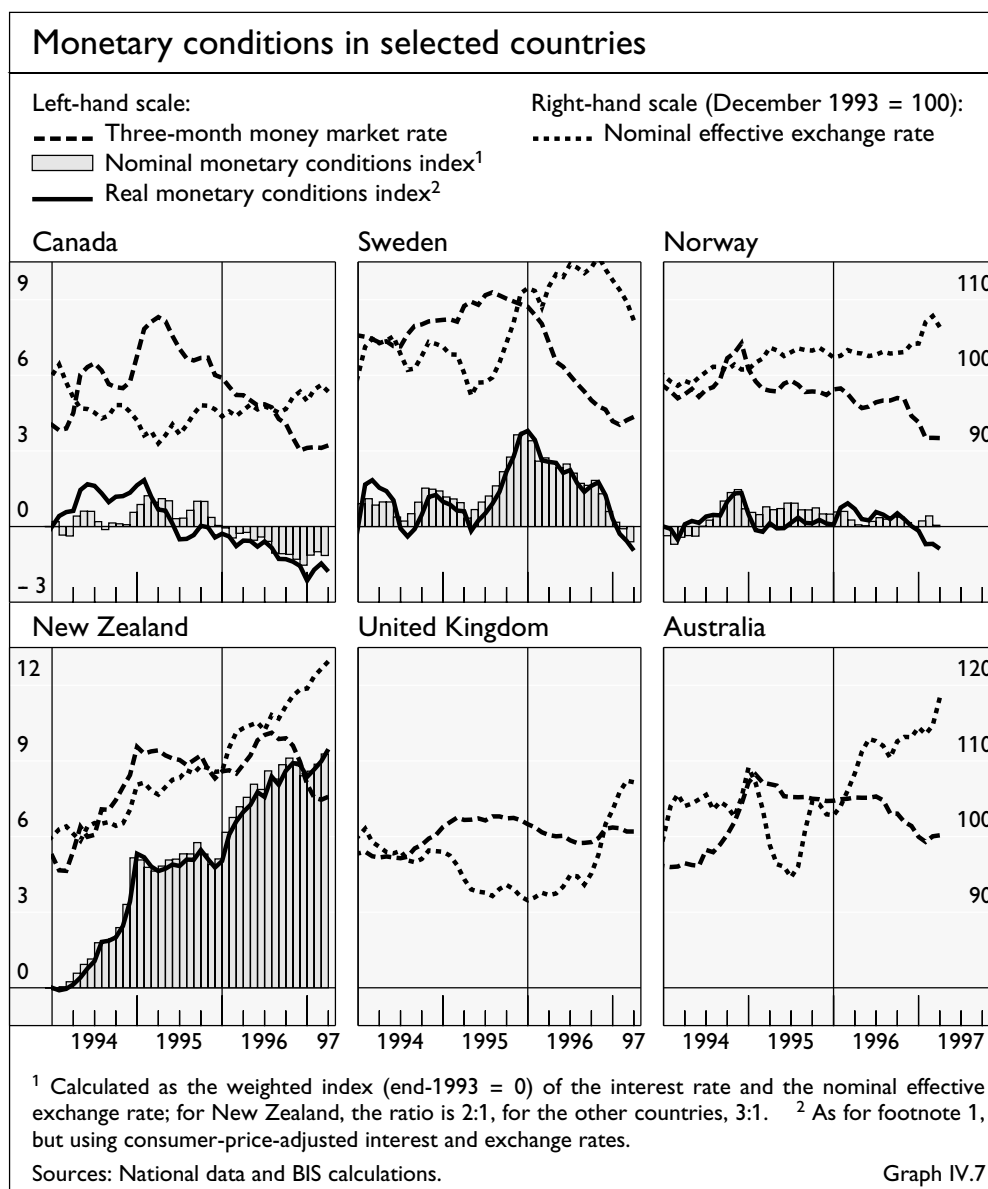 Monetary conditions in selected countries
Left-hand scale:
Three-month money market rate
Nominal monetary conditions index1
Real monetary conditions index2
Right-hand scale (December 1993 = 100):
Nominal effective exchange rate
Canada
Sweden
Norway
9
6
3
0
– 3
110
100
90
New Zealand
United Kingdom
Australia
12
9
6
3
0
120
110
100
90
1994 1995 1996 97
1994 1995 1996 97
1994 1995 1996 1997
1 Calculated as the weighted index (end-1993 = 0) of the interest rate and the nominal effective
exchange rate; for New Zealand, the ratio is 2:1, for the other countries, 3:1. 2 As for footnote 1,
but using consumer-price-adjusted interest and exchange rates.
Sources: National data and BIS calculations. Graph IV.7